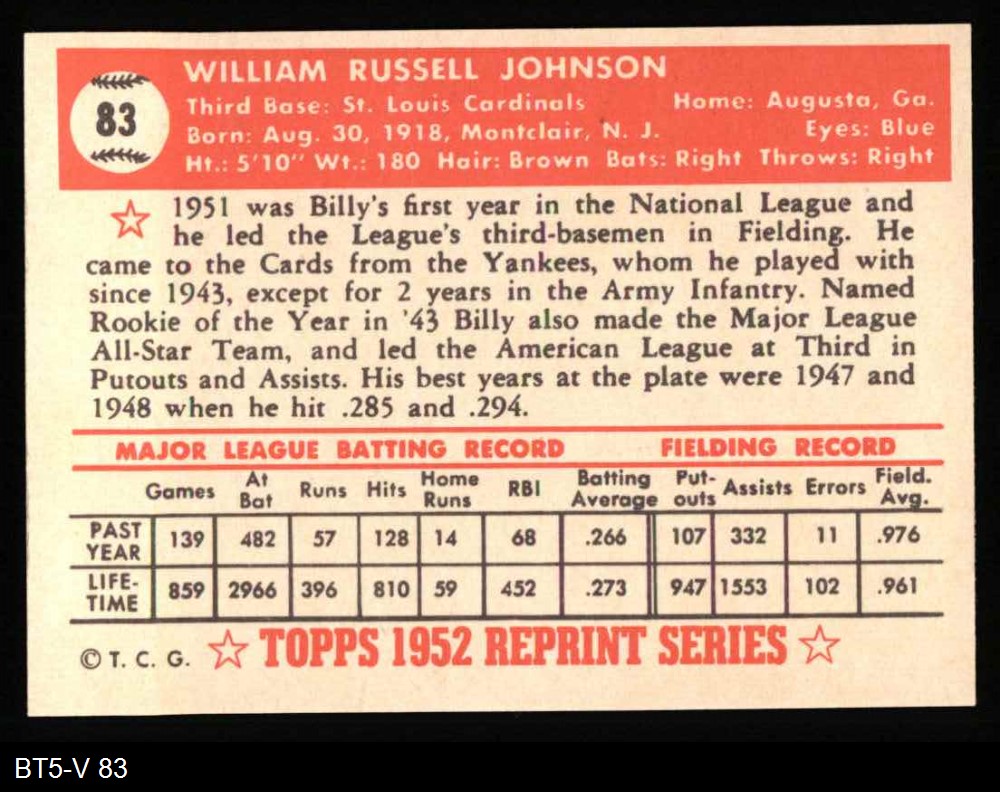 83
WILLIAM RUSSELL JOHNSON
Third Base: St. Louis Cardinals Home: Augusta, Ga.
Born: Aug. 30, 1918, Montclair, N. J. Eyes: Blue
Ht.: 5'10" Wt.: 180 Hair: Brown Bats: Right Throws: Right
1951 was Billy's first year in the National League and
he led the League's third-basemen in Fielding. He
came to the Cards from the Yankees, whom he played with
since 1943, except for 2 years in the Army Infantry. Named
Rookie of the Year in '43 Billy also made the Major League
All-Star Team, and led the American League at Third in
Putouts and Assists. His best years at the plate were 1947 and
1948 when he hit .285 and .294.
MAJOR LEAGUE BATTING RECORD FIELDING RECORD
Games At Bat Runs Hits Home Runs RBI Batting Average Put-outs Assists Errors Field. Avg.
PAST YEAR 139 482 57 128 14 68 .266 107 332 11 .976
LIFE-TIME 859 2966 396 810 59 452 .273 947 1553 102 .961
© T. C. G. ☆ TOPPS 1952 REPRINT SERIES ☆
BT5-V 83